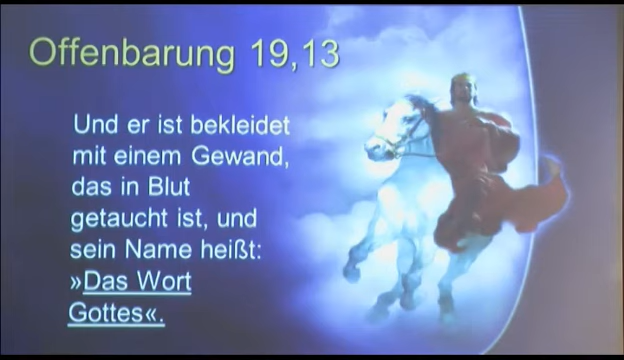 Offenbarung 19,13
Und er ist bekleidet
mit einem Gewand,
das in Blut
getaucht ist, und
sein Name heißt:
»Das Wort
Gottes«.